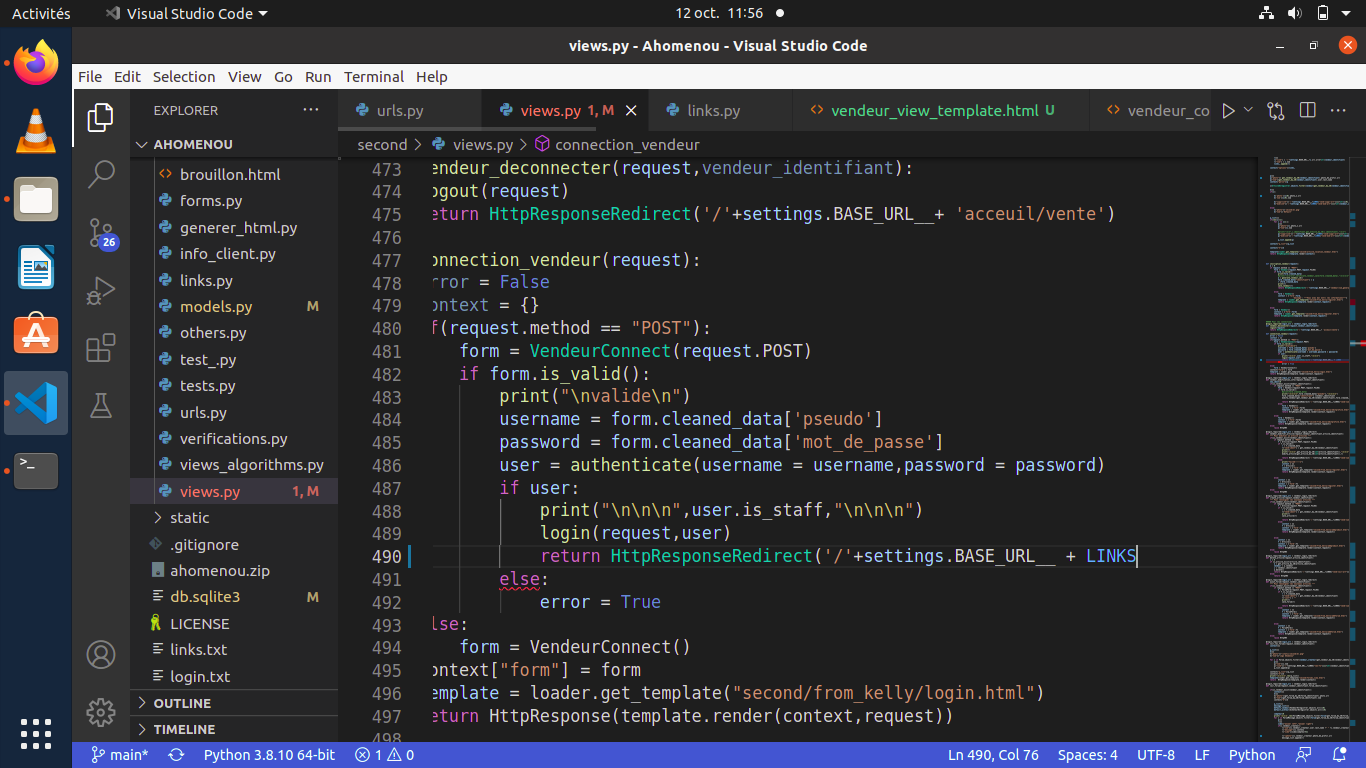 Activités
Visual Studio Code
12 oct. 11:56
views.py - Ahomenou - Visual Studio Code
File Edit Selection View Go Run Terminal Help
EXPLORER
urls.py
views.py 1, M
links.py
vendeur_view_template.html U
vendeur_co
AHOMENOU
second > views.py > connection_vendeur
brouillon.html
forms.py
generer_html.py
info_client.py
links.py
models.py M
others.py
test_.py
tests.py
urls.py
verifications.py
views_algorithms.py
views.py 1, M
static
.gitignore
ahomenou.zip
db.sqlite3 M
LICENSE
links.txt
login.txt
OUTLINE
TIMELINE
26
473 endeur_deconnecter(request,vendeur_identifiant):
474 ogout(request)
475 eturn HttpResponseRedirect('/'+settings.BASE_URL__+ 'acceuil/vente')
476
477 onnection_vendeur(request):
478 rror = False
479 ontext = {}
480 f(request.method == "POST"):
481 form = VendeurConnect(request.POST)
482 if form.is_valid():
483 print("\nvalide\n")
484 username = form.cleaned_data['pseudo']
485 password = form.cleaned_data['mot_de_passe']
486 user = authenticate(username = username,password = password)
487 if user:
488 print("\n\n\n",user.is_staff,"\n\n\n")
489 login(request,user)
490 return HttpResponseRedirect('/'+settings.BASE_URL__ + LINKS
491 else:
492 error = True
493 lse:
494 form = VendeurConnect()
495 ontext["form"] = form
496 emplate = loader.get_template("second/from_kelly/login.html")
497 eturn HttpResponse(template.render(context,request))
498
main*
Python 3.8.10 64-bit
1 0
Ln 490, Col 76
Spaces: 4
UTF-8
LF
Python